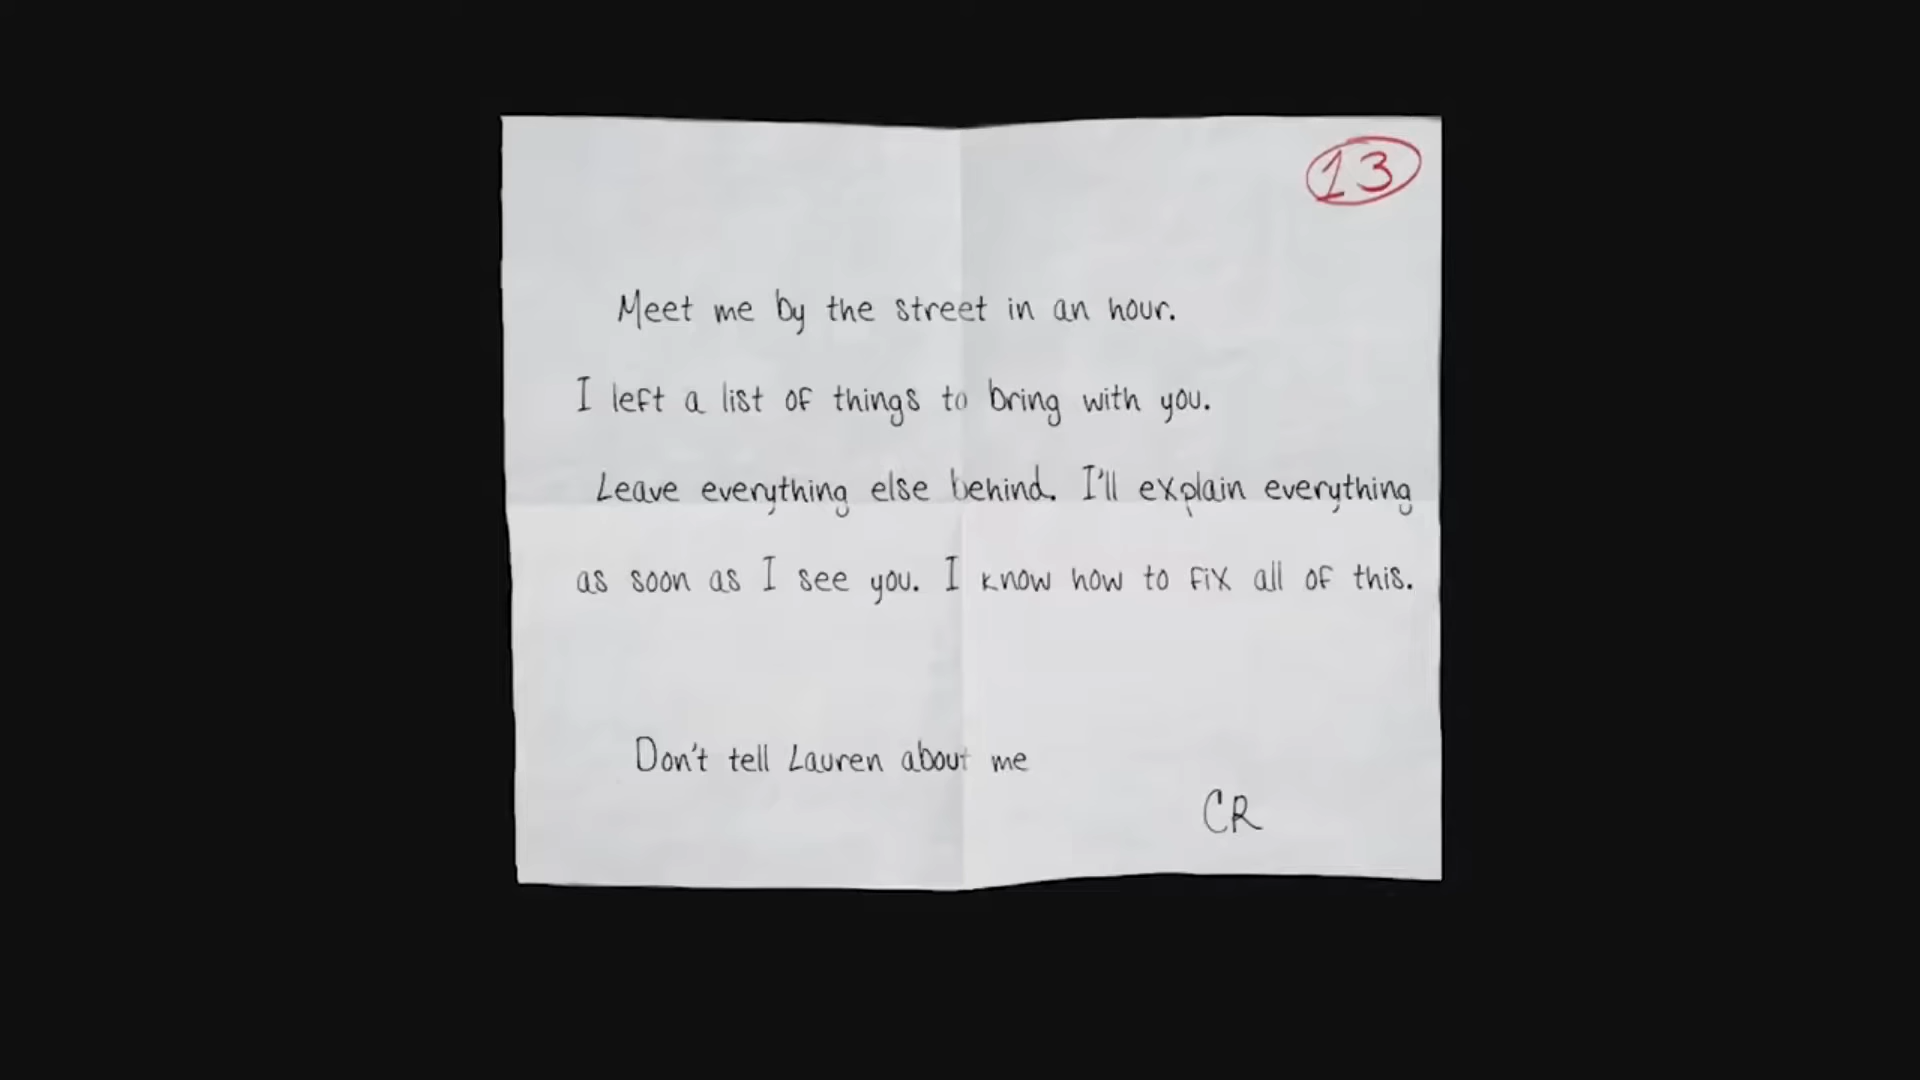 13
Meet me by the street in an hour.
I left a list of things to bring with you.
Leave everything else behind. I'll explain everything
as soon as I see you. I know how to fix all of this.
Don't tell Lauren about me
CR